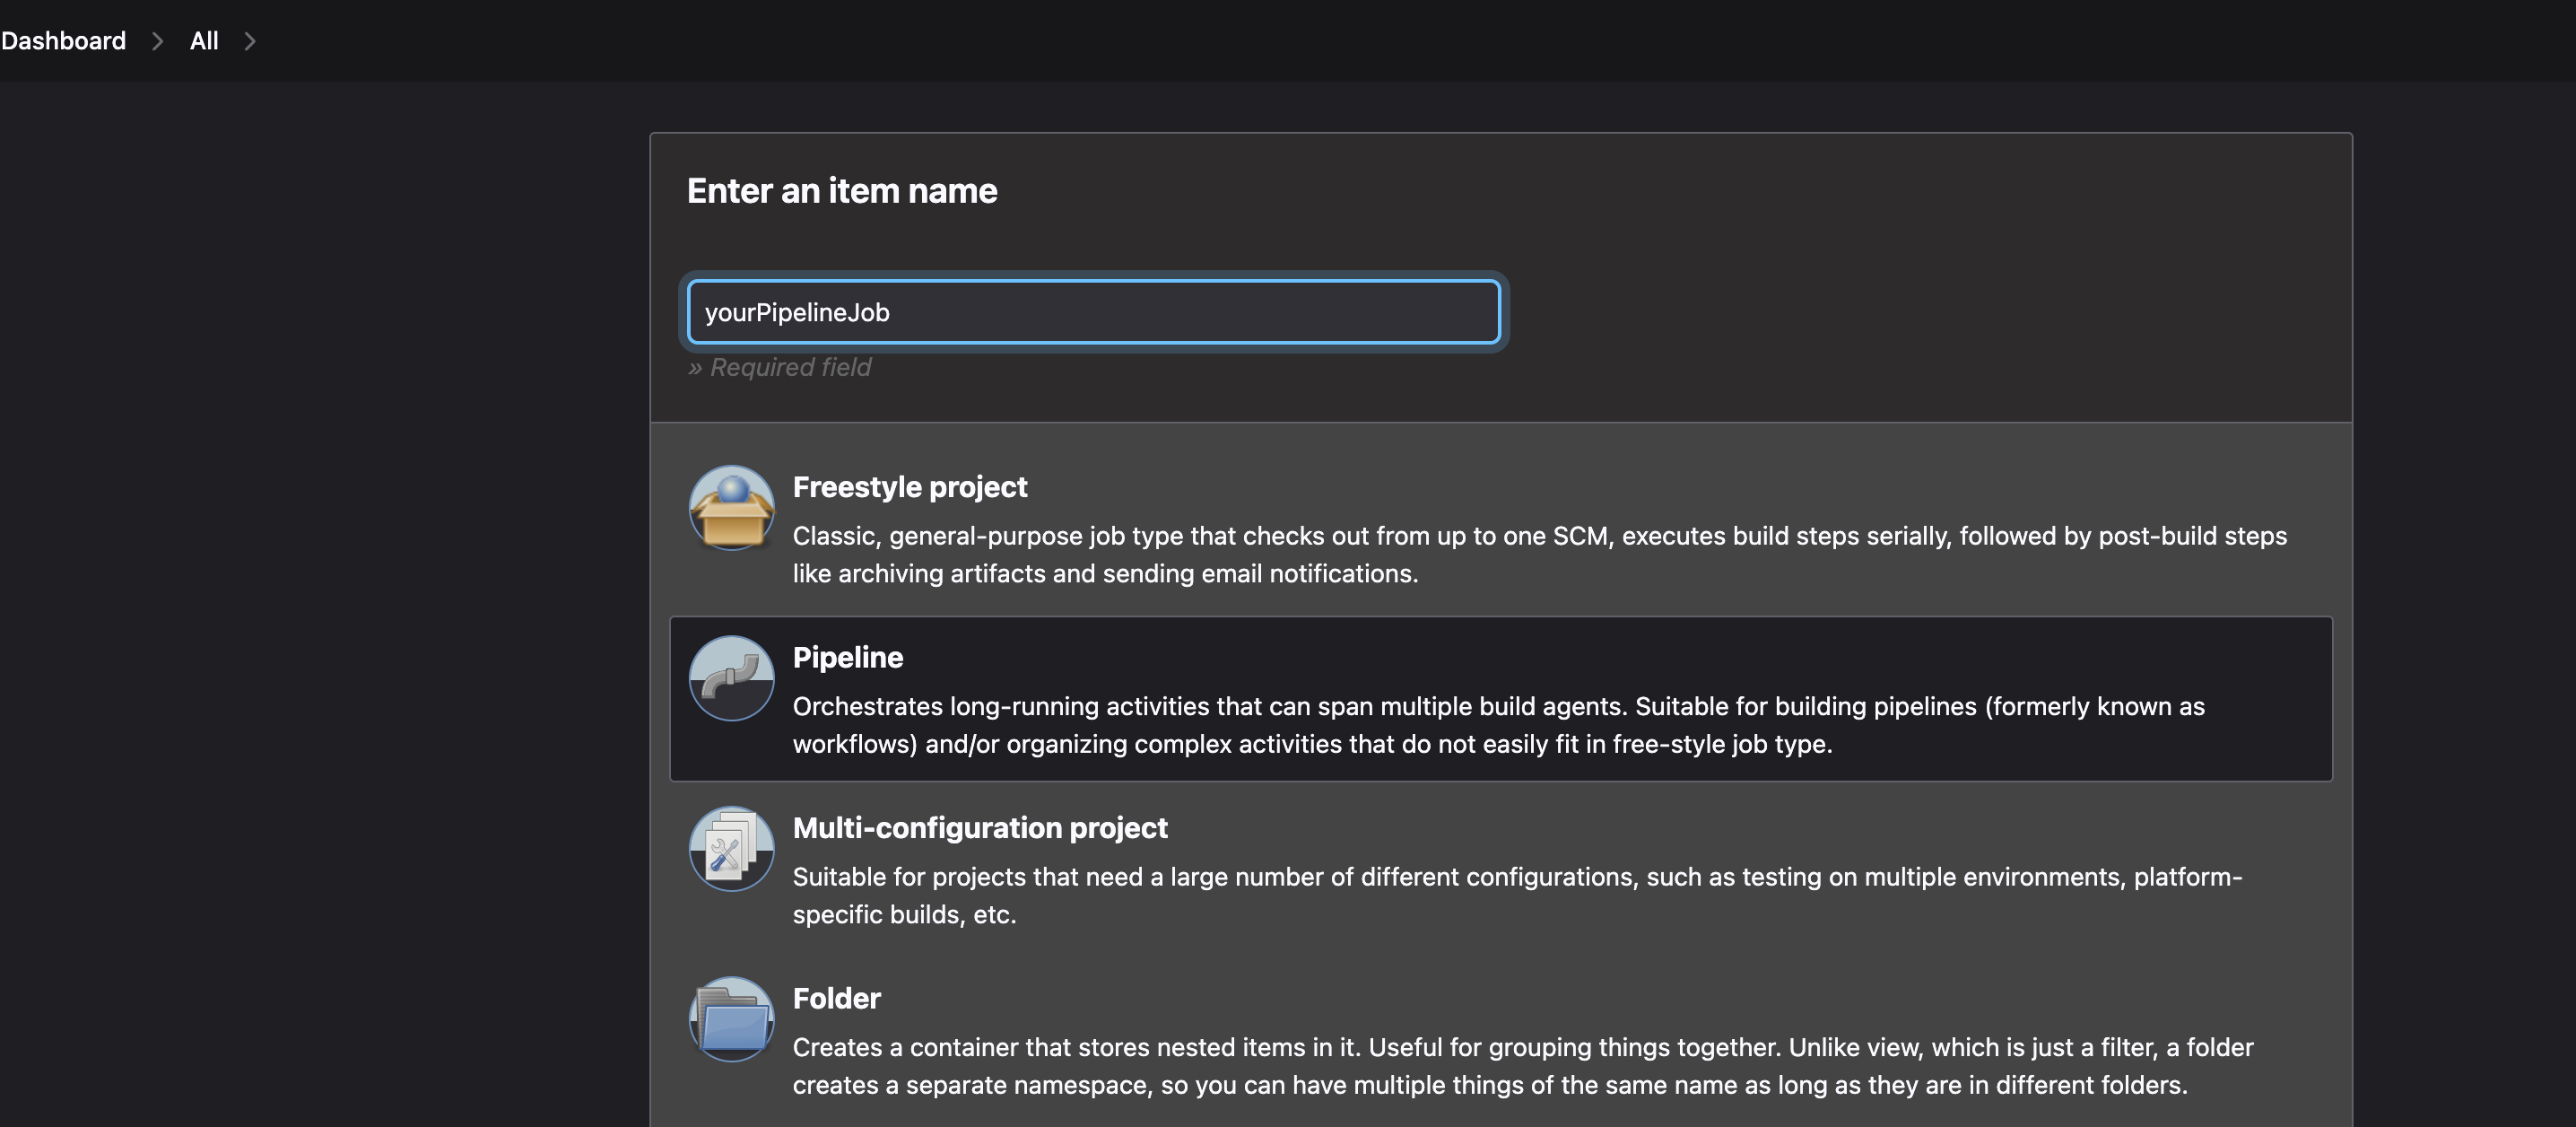 Dashboard > All >
Enter an item name
yourPipelineJob
» Required field
Freestyle project
Classic, general-purpose job type that checks out from up to one SCM, executes build steps serially, followed by post-build steps
like archiving artifacts and sending email notifications.
Pipeline
Orchestrates long-running activities that can span multiple build agents. Suitable for building pipelines (formerly known as
workflows) and/or organizing complex activities that do not easily fit in free-style job type.
Multi-configuration project
Suitable for projects that need a large number of different configurations, such as testing on multiple environments, platform-
specific builds, etc.
Folder
Creates a container that stores nested items in it. Useful for grouping things together. Unlike view, which is just a filter, a folder
creates a separate namespace, so you can have multiple things of the same name as long as they are in different folders.